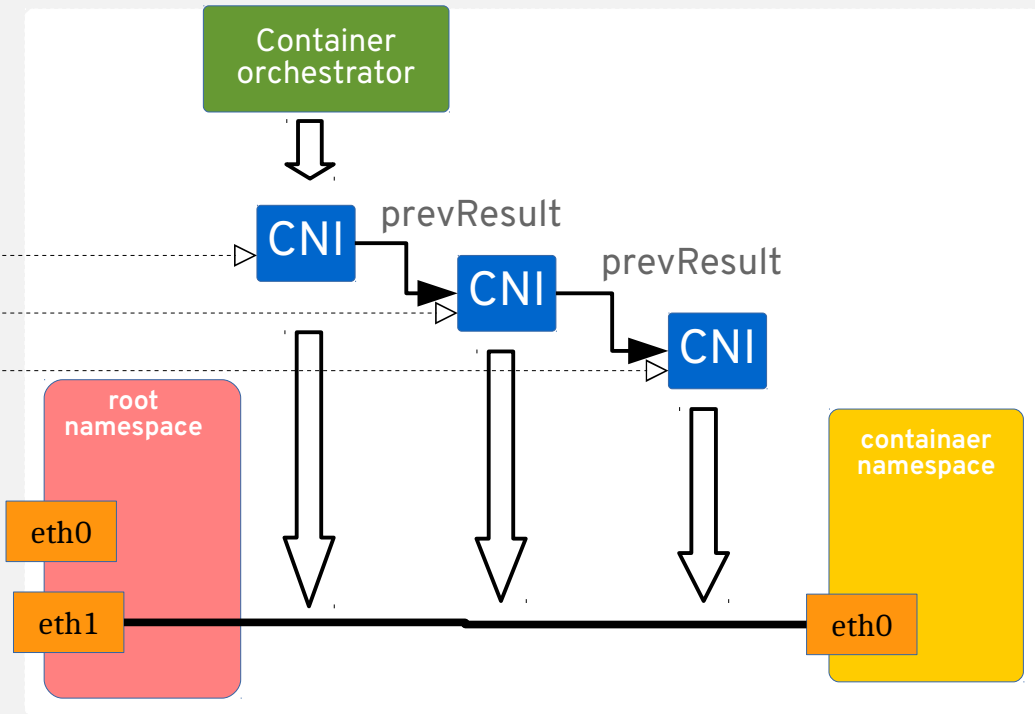 Container
orchestrator
CNI
prevResult
CNI
prevResult
CNI
root
namespace
containaer
namespace
eth0
eth1
eth0